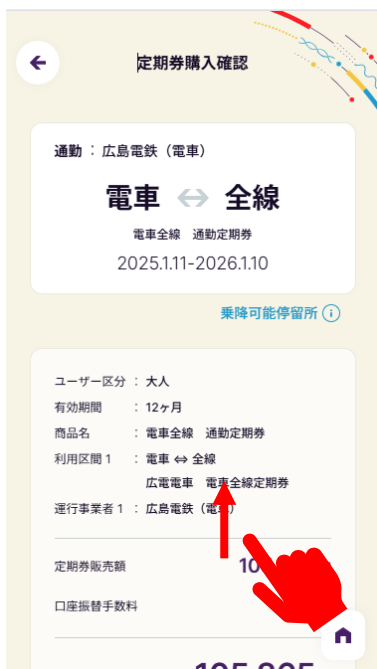 定期券購入確認
通勤：広島電鉄（電車）
電車 ⇔ 全線
電車全線　通勤定期券
2025.1.11-2026.1.10
乗降可能停留所 i
ユーザー区分 : 大人
有効期間 : 12ヶ月
商品名 : 電車全線　通勤定期券
利用区間 1 : 電車 ⇔ 全線
広電電車　電車全線定期券
運行事業者 1 : 広島電鉄（電車）
定期券販売額 10
口座振替手数料